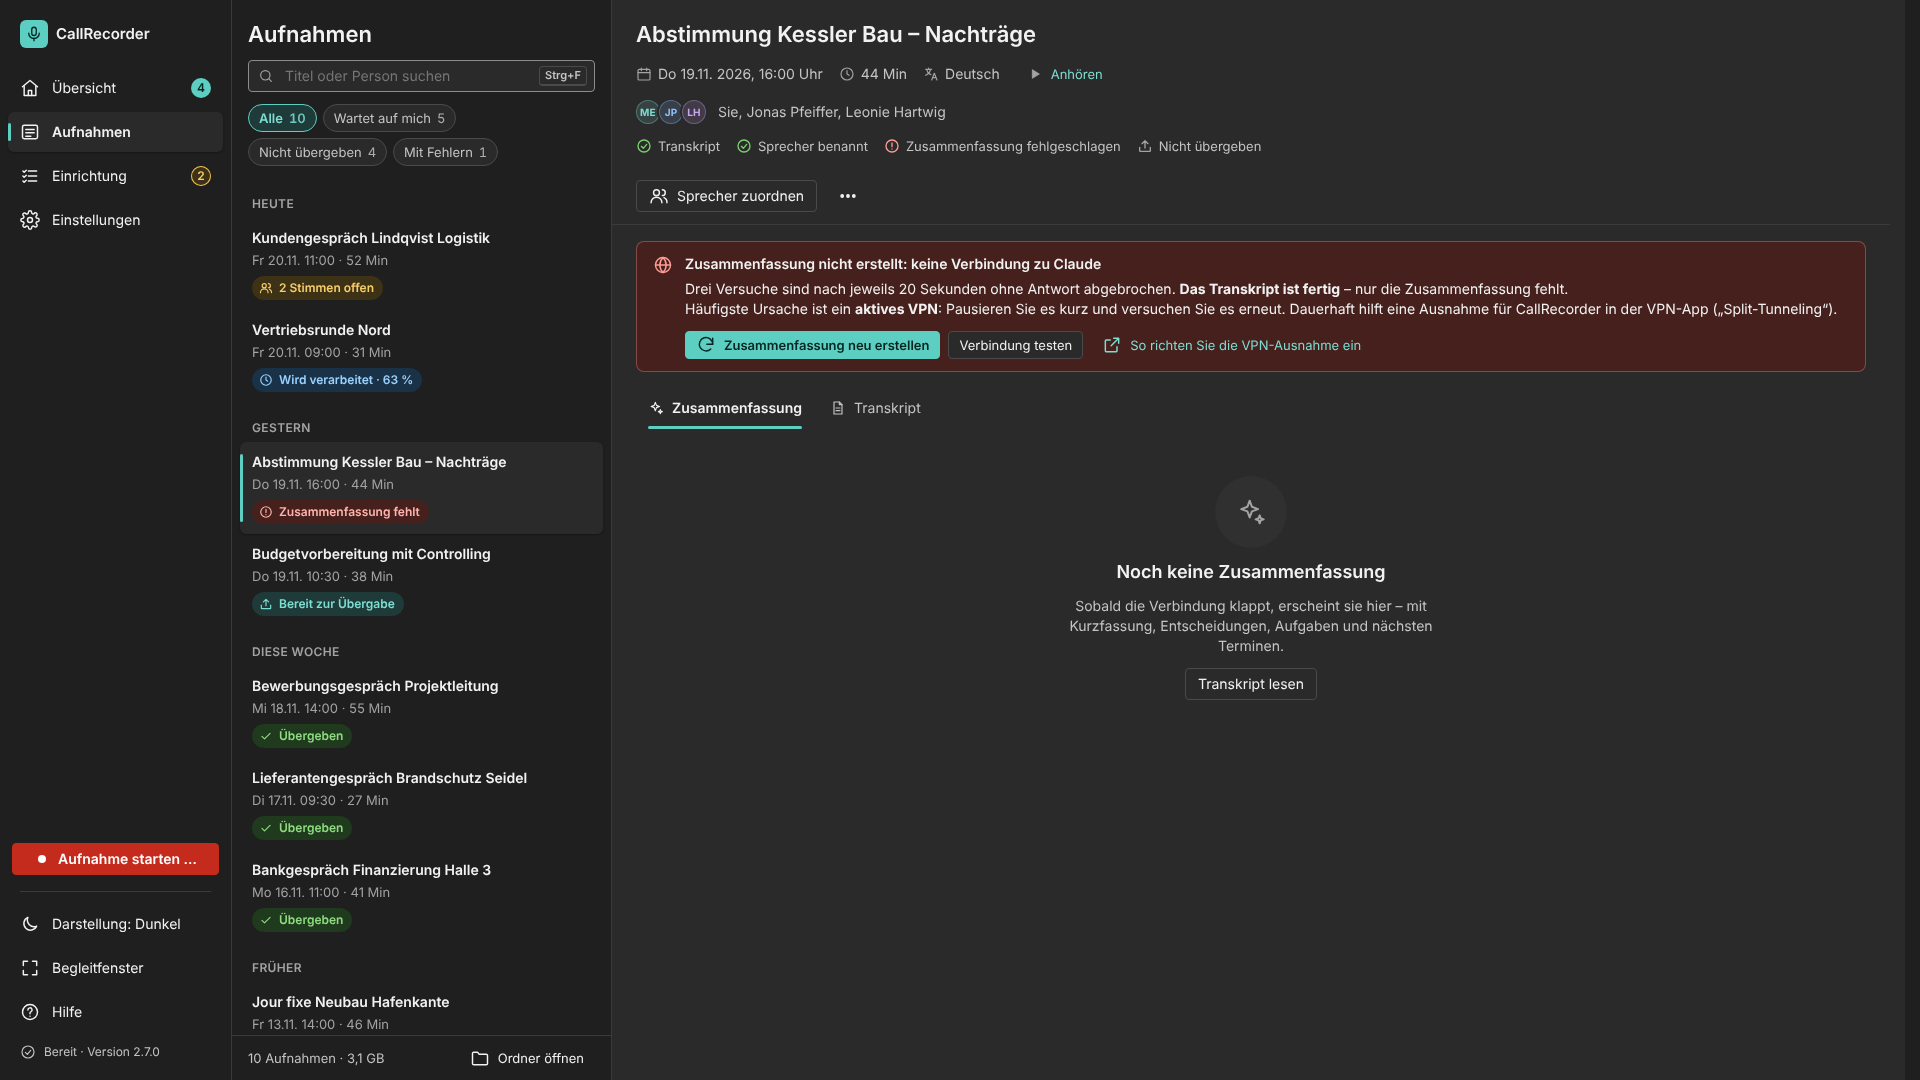 CallRecorder
Übersicht 4
Aufnahmen
Einrichtung 2
Einstellungen
Aufnahme starten ...
Darstellung: Dunkel
Begleitfenster
Hilfe
Bereit · Version 2.7.0
Aufnahmen
Titel oder Person suchen Strg+F
Alle 10 Wartet auf mich 5
Nicht übergeben 4 Mit Fehlern 1
HEUTE
Kundengespräch Lindqvist Logistik
Fr 20.11. 11:00 · 52 Min
2 Stimmen offen
Vertriebsrunde Nord
Fr 20.11. 09:00 · 31 Min
Wird verarbeitet · 63 %
GESTERN
Abstimmung Kessler Bau – Nachträge
Do 19.11. 16:00 · 44 Min
Zusammenfassung fehlt
Budgetvorbereitung mit Controlling
Do 19.11. 10:30 · 38 Min
Bereit zur Übergabe
DIESE WOCHE
Bewerbungsgespräch Projektleitung
Mi 18.11. 14:00 · 55 Min
Übergeben
Lieferantengespräch Brandschutz Seidel
Di 17.11. 09:30 · 27 Min
Übergeben
Bankgespräch Finanzierung Halle 3
Mo 16.11. 11:00 · 41 Min
Übergeben
FRÜHER
Jour fixe Neubau Hafenkante
Fr 13.11. 14:00 · 46 Min
10 Aufnahmen · 3,1 GB Ordner öffnen
Abstimmung Kessler Bau – Nachträge
Do 19.11. 2026, 16:00 Uhr 44 Min Deutsch Anhören
ME JP LH Sie, Jonas Pfeiffer, Leonie Hartwig
Transkript Sprecher benannt Zusammenfassung fehlgeschlagen Nicht übergeben
Sprecher zuordnen
Zusammenfassung nicht erstellt: keine Verbindung zu Claude
Drei Versuche sind nach jeweils 20 Sekunden ohne Antwort abgebrochen. Das Transkript ist fertig – nur die Zusammenfassung fehlt.
Häufigste Ursache ist ein aktives VPN: Pausieren Sie es kurz und versuchen Sie es erneut. Dauerhaft hilft eine Ausnahme für CallRecorder in der VPN-App („Split-Tunneling“).
Zusammenfassung neu erstellen Verbindung testen So richten Sie die VPN-Ausnahme ein
Zusammenfassung Transkript
Noch keine Zusammenfassung
Sobald die Verbindung klappt, erscheint sie hier – mit
Kurzfassung, Entscheidungen, Aufgaben und nächsten
Terminen.
Transkript lesen